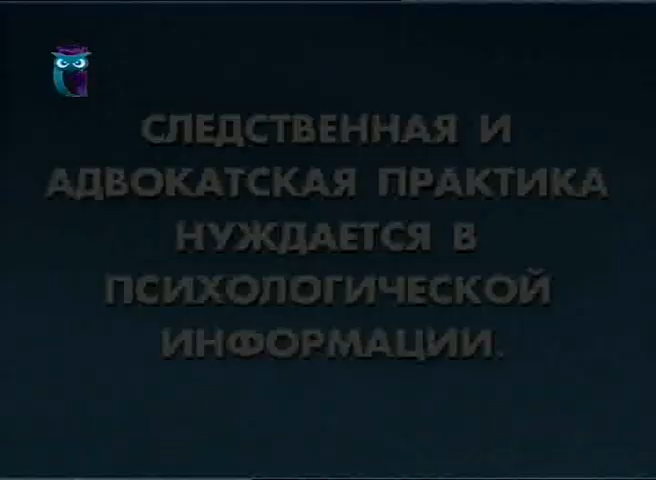 СЛЕДСТВЕННАЯ И
АДВОКАТСКАЯ ПРАКТИКА
НУЖДАЕТСЯ В
ПСИХОЛОГИЧЕСКОЙ
ИНФОРМАЦИИ.